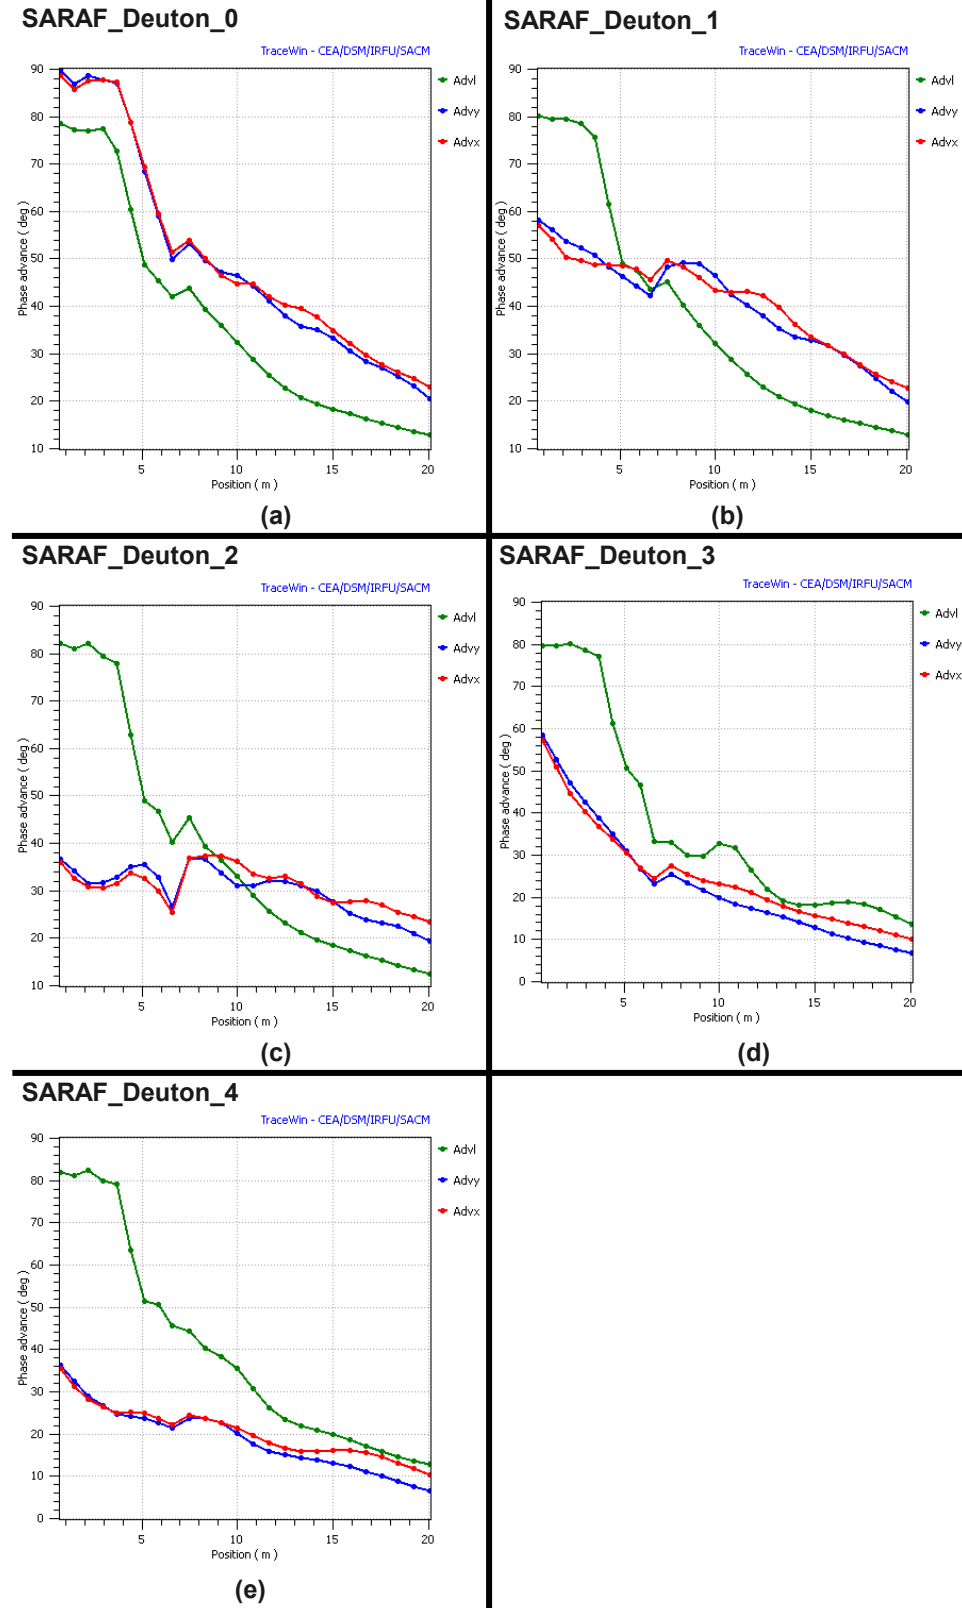 SARAF_Deuton_0
TraceWin - CEA/DSM/IRFU/SACM
90
80
70
60
50
40
30
20
10
Phase advance ( deg )
5 10 15 20
Position ( m )
Advl
Advy
Advx
(a)
SARAF_Deuton_1
TraceWin - CEA/DSM/IRFU/SACM
90
80
70
60
50
40
30
20
10
Phase advance ( deg )
5 10 15 20
Position ( m )
Advl
Advy
Advx
(b)
SARAF_Deuton_2
TraceWin - CEA/DSM/IRFU/SACM
90
80
70
60
50
40
30
20
10
Phase advance ( deg )
5 10 15 20
Position ( m )
Advl
Advy
Advx
(c)
SARAF_Deuton_3
TraceWin - CEA/DSM/IRFU/SACM
90
80
70
60
50
40
30
20
10
0
Phase advance ( deg )
5 10 15 20
Position ( m )
Advl
Advy
Advx
(d)
SARAF_Deuton_4
TraceWin - CEA/DSM/IRFU/SACM
90
80
70
60
50
40
30
20
10
0
Phase advance ( deg )
5 10 15 20
Position ( m )
Advl
Advy
Advx
(e)